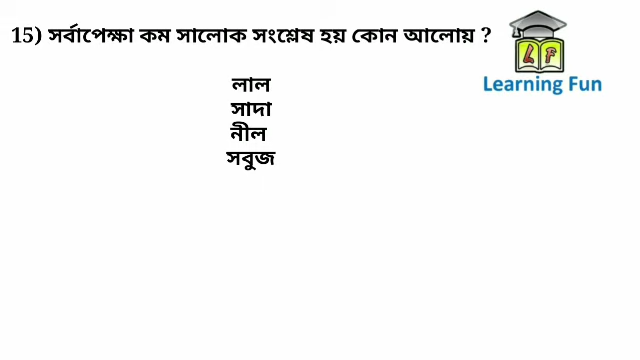 15) সর্বাপেক্ষা কম সালোক সংশ্লেষ হয় কোন আলোয় ?
লাল
সাদা
নীল
সবুজ
L F
Learning Fun